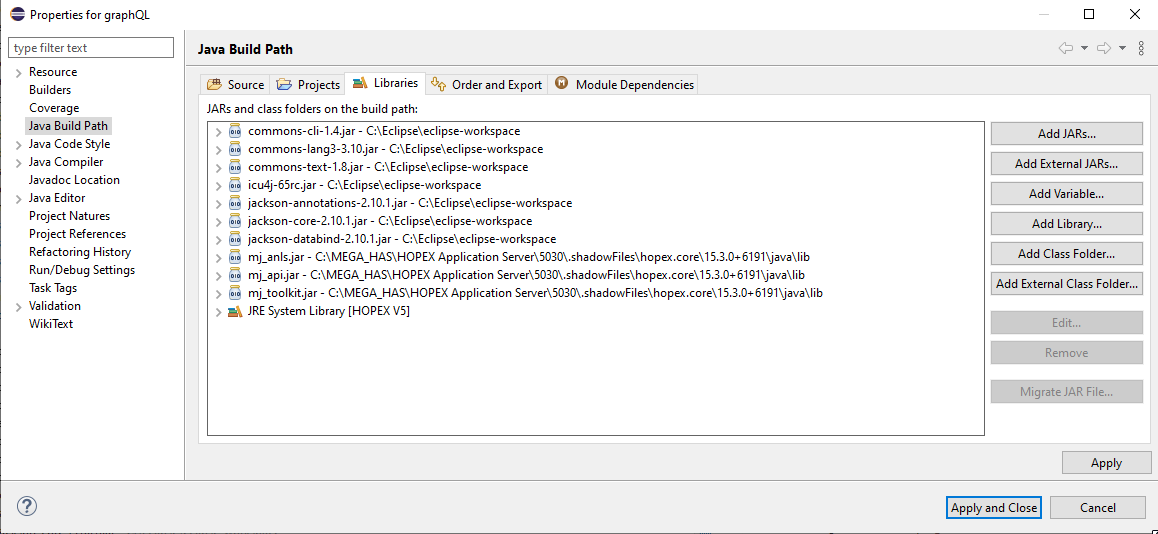 Properties for graphQL
type filter text
Resource
Builders
Coverage
Java Build Path
Java Code Style
Java Compiler
Javadoc Location
Java Editor
Project Natures
Project References
Refactoring History
Run/Debug Settings
Task Tags
Validation
WikiText
Java Build Path
Source Projects Libraries Order and Export Module Dependencies
JARs and class folders on the build path:
commons-cli-1.4.jar - C:\Eclipse\eclipse-workspace
commons-lang3-3.10.jar - C:\Eclipse\eclipse-workspace
commons-text-1.8.jar - C:\Eclipse\eclipse-workspace
icu4j-65rc.jar - C:\Eclipse\eclipse-workspace
jackson-annotations-2.10.1.jar - C:\Eclipse\eclipse-workspace
jackson-core-2.10.1.jar - C:\Eclipse\eclipse-workspace
jackson-databind-2.10.1.jar - C:\Eclipse\eclipse-workspace
mj_anls.jar - C:\MEGA_HAS\HOPEX Application Server\5030\.shadowFiles\hopex.core\15.3.0+6191\java\lib
mj_api.jar - C:\MEGA_HAS\HOPEX Application Server\5030\.shadowFiles\hopex.core\15.3.0+6191\java\lib
mj_toolkit.jar - C:\MEGA_HAS\HOPEX Application Server\5030\.shadowFiles\hopex.core\15.3.0+6191\java\lib
JRE System Library [HOPEX V5]
Add JARs...
Add External JARs...
Add Variable...
Add Library...
Add Class Folder...
Add External Class Folder...
Edit...
Remove
Migrate JAR File...
Apply
Apply and Close
Cancel